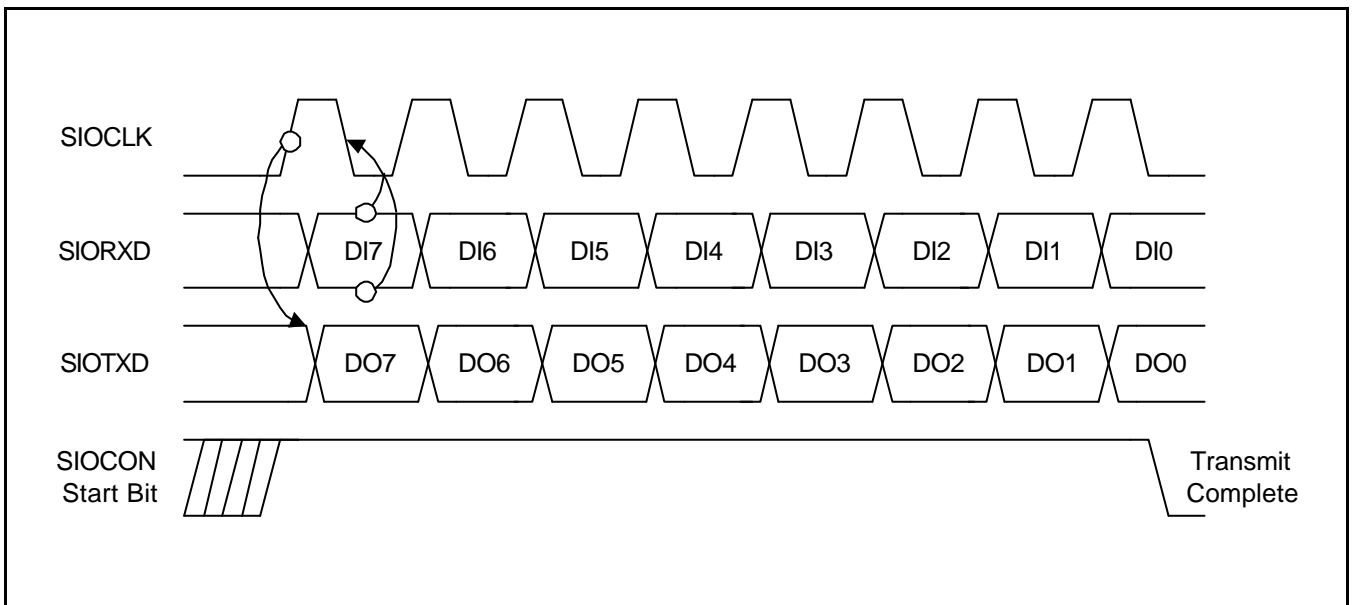 SIOCLK
SIORXD
DI7 DI6 DI5 DI4 DI3 DI2 DI1 DI0
SIOTXD
DO7 DO6 DO5 DO4 DO3 DO2 DO1 DO0
SIOCON
Start Bit
Transmit
Complete